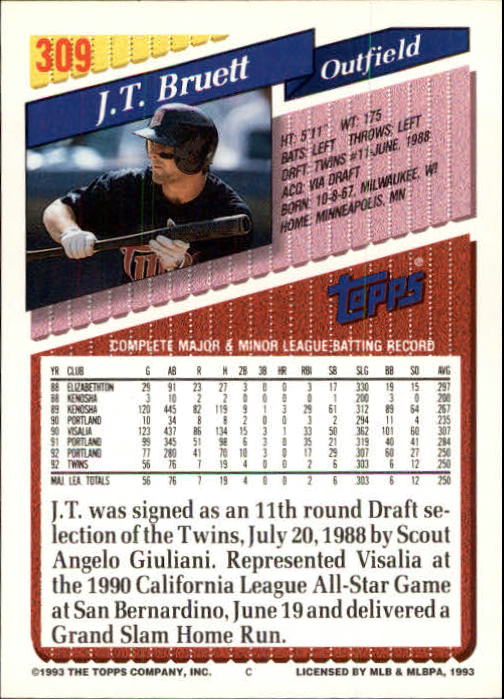 309
J.T. Bruett
Outfield
HT: 5'11" WT: 175
BATS: LEFT THROWS: LEFT
DRFT: TWINS #11-JUNE, 1988
ACQ: VIA DRAFT
BORN: 10-8-67, MILWAUKEE, WI
HOME: MINNEAPOLIS, MN
Topps®
COMPLETE MAJOR & MINOR LEAGUE BATTING RECORD
YR CLUB G AB R H 2B 3B HR RBI SB SLG BB SO AVG
88 ELIZABETHTON 29 91 23 27 3 0 0 3 17 330 19 15 297
88 KENOSHA 3 10 2 2 0 0 0 0 1 200 3 0 200
89 KENOSHA 120 445 82 119 9 1 3 29 61 312 89 64 267
90 PORTLAND 10 34 8 8 2 0 0 3 2 294 11 4 235
90 VISALIA 123 437 86 134 15 3 1 33 50 362 101 60 307
91 PORTLAND 99 345 51 98 6 3 0 35 21 319 40 41 284
92 PORTLAND 77 280 41 70 10 3 0 17 29 307 60 27 250
92 TWINS 56 76 7 19 4 0 0 2 6 303 6 12 250
MAJ. LEA. TOTALS 56 76 7 19 4 0 0 2 6 303 6 12 250
J.T. was signed as an 11th round Draft se-
lection of the Twins, July 20, 1988 by Scout
Angelo Giuliani. Represented Visalia at
the 1990 California League All-Star Game
at San Bernardino, June 19 and delivered a
Grand Slam Home Run.
©1993 THE TOPPS COMPANY, INC. C LICENSED BY MLB & MLBPA, 1993